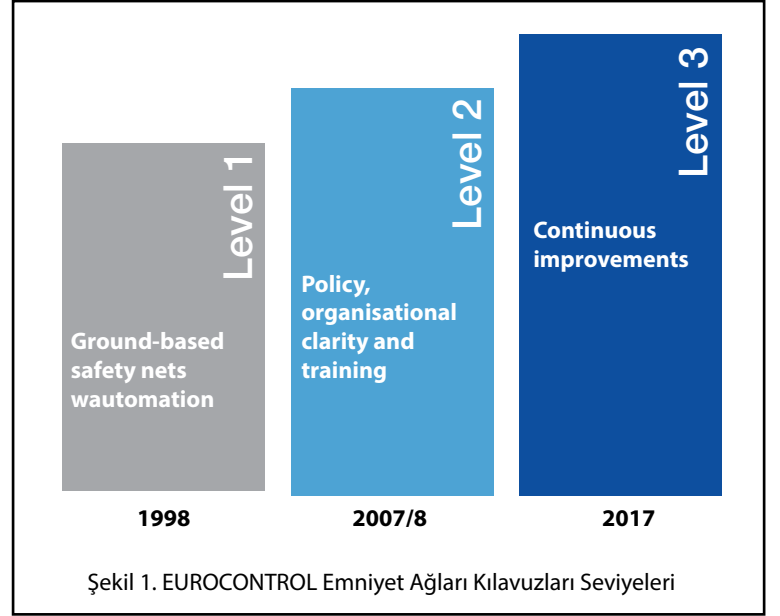 Level 1
Ground-based
safety nets
wautomation
1998
Level 2
Policy,
organisational
clarity and
training
2007/8
Level 3
Continuous
improvements
2017
Şekil 1. EUROCONTROL Emniyet Ağları Kılavuzları Seviyeleri